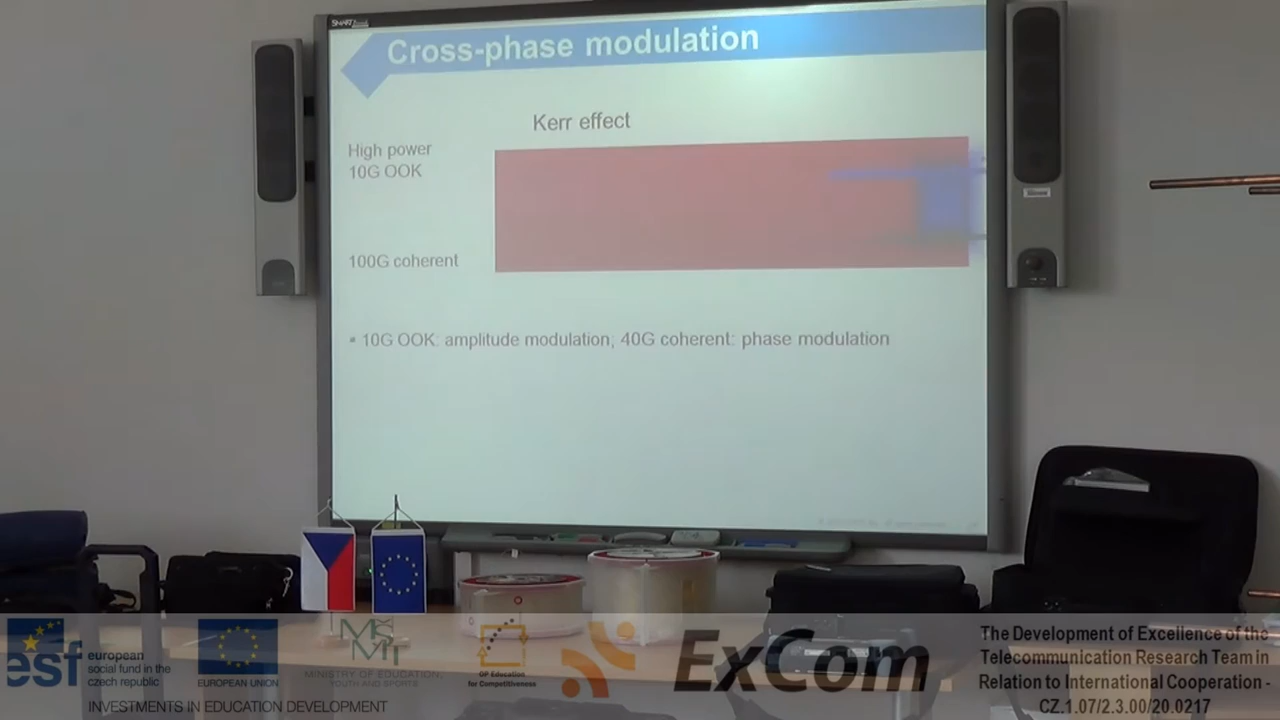 SMART
Cross-phase modulation
Kerr effect
High power
10G OOK
100G coherent
▪ 10G OOK: amplitude modulation; 40G coherent: phase modulation
esf european
social fund in the
czech republic
EUROPEAN UNION
MINISTRY OF EDUCATION,
YOUTH AND SPORTS
OP Education
for Competitiveness
INVESTMENTS IN EDUCATION DEVELOPMENT
ExCom
The Development of Excellence of the
Telecommunication Research Team in
Relation to International Cooperation -
CZ.1.07/2.3.00/20.0217